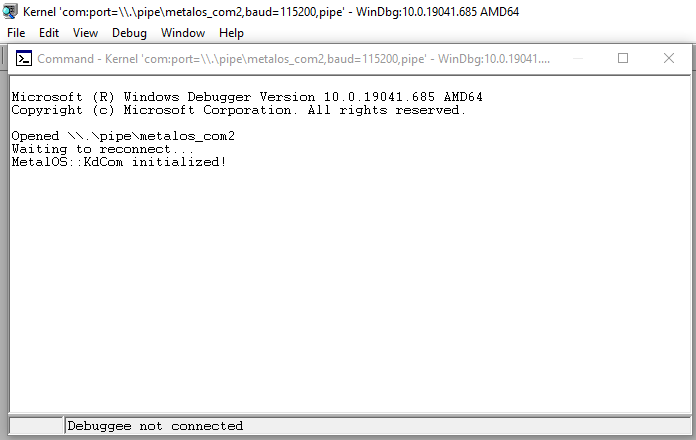 Kernel 'com:port=\\.\pipe\metalos_com2,baud=115200,pipe' - WinDbg:10.0.19041.685 AMD64
File Edit View Debug Window Help
Command - Kernel 'com:port=\\.\pipe\metalos_com2,baud=115200,pipe' - WinDbg:10.0.19041....
Microsoft (R) Windows Debugger Version 10.0.19041.685 AMD64
Copyright (c) Microsoft Corporation. All rights reserved.
Opened \\.\pipe\metalos_com2
Waiting to reconnect...
MetalOS::KdCom initialized!
Debuggee not connected